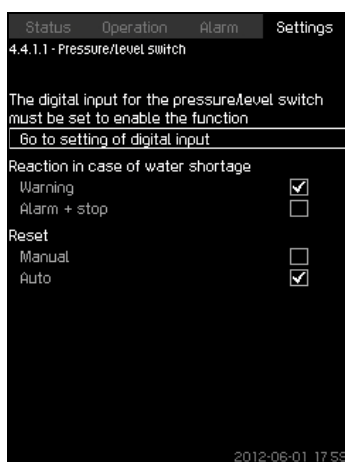 Status Operation Alarm Settings
4.4.1.1 - Pressure/level switch
The digital input for the pressure/level switch
must be set to enable the function
Go to setting of digital input
Reaction in case of water shortage
Warning
Alarm + stop
Reset
Manual
Auto
2012-06-01 17:59